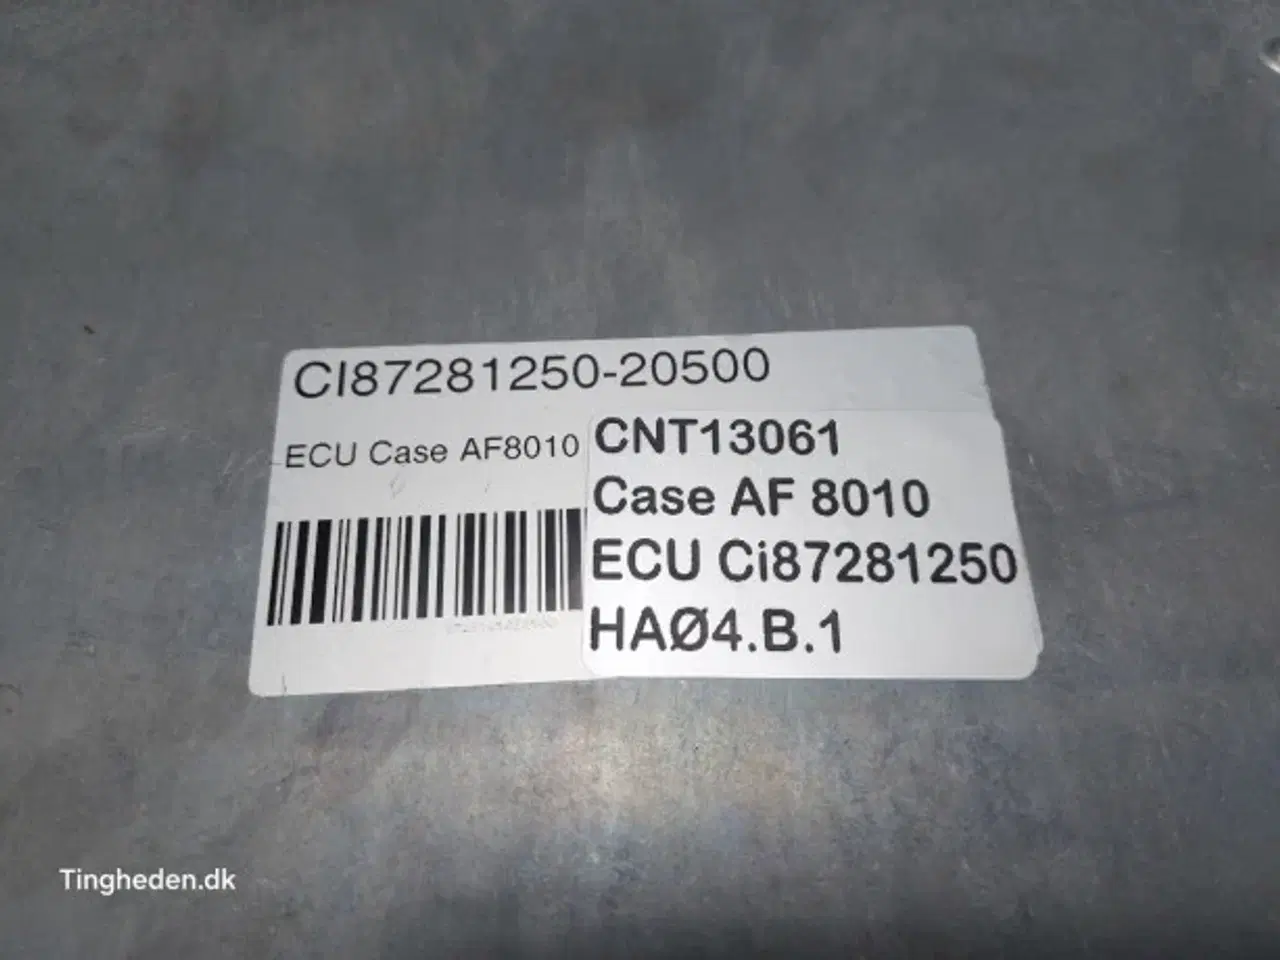 CI87281250-20500
ECU Case AF8010
CNT13061
Case AF 8010
ECU Ci87281250
HAØ4.B.1
Tingheden.dk